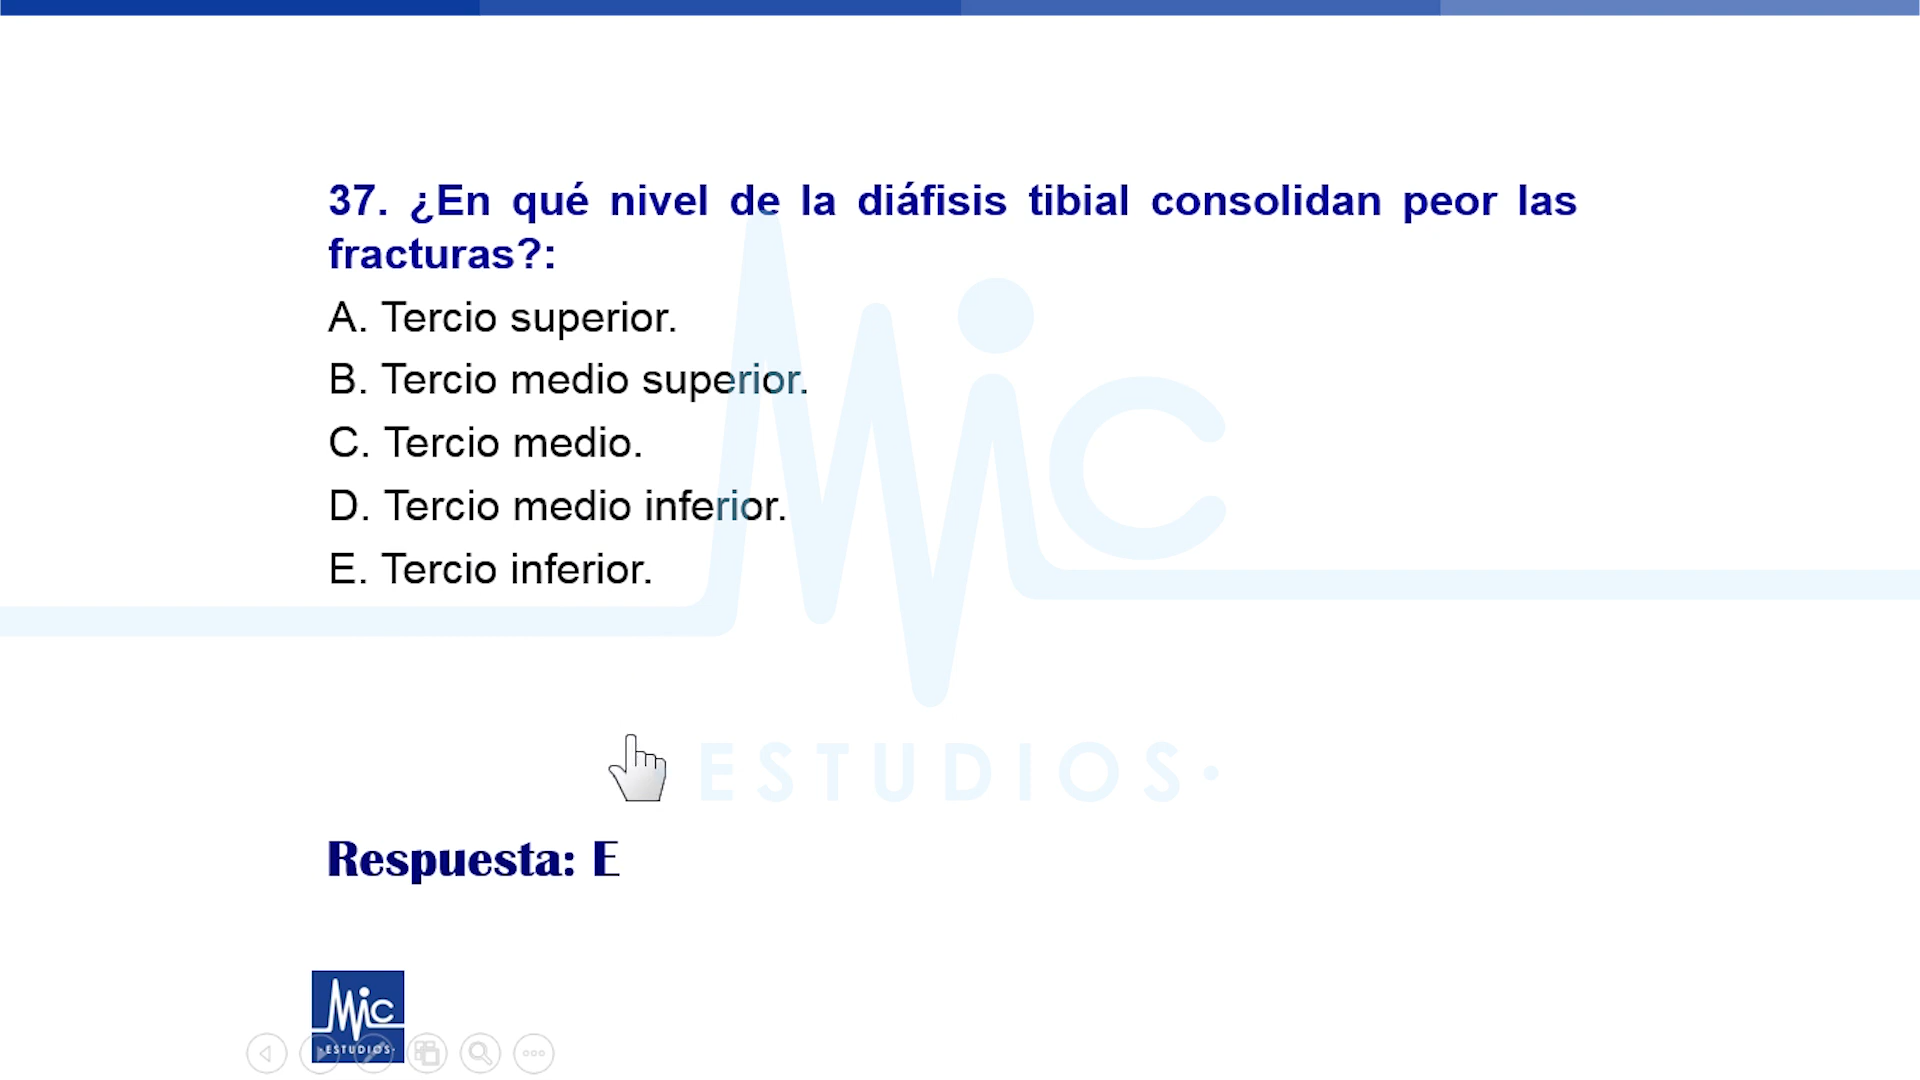 37. ¿En qué nivel de la diáfisis tibial consolidan peor las
fracturas?:
A. Tercio superior.
B. Tercio medio superior.
C. Tercio medio.
D. Tercio medio inferior.
E. Tercio inferior.
Mic
ESTUDIOS·
Respuesta: E
Mic
·ESTUDIOS·